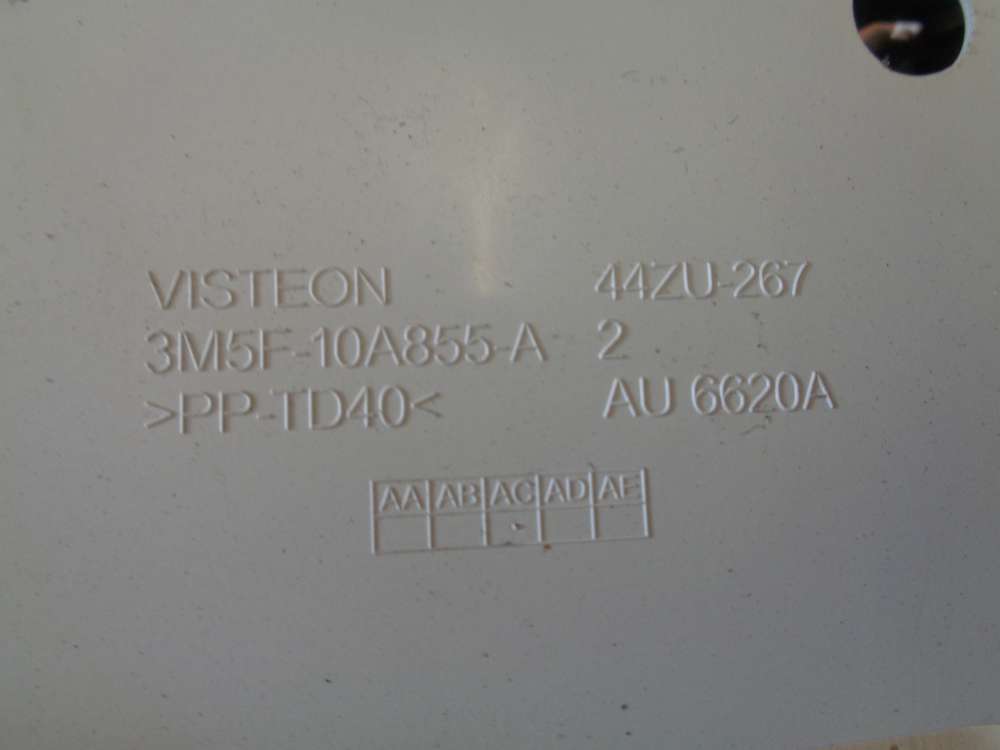 VISTEON 44ZU-267
3M5F-10A855-A 2
>PP-TD40< AU 6620A
AA AB AC AD AE